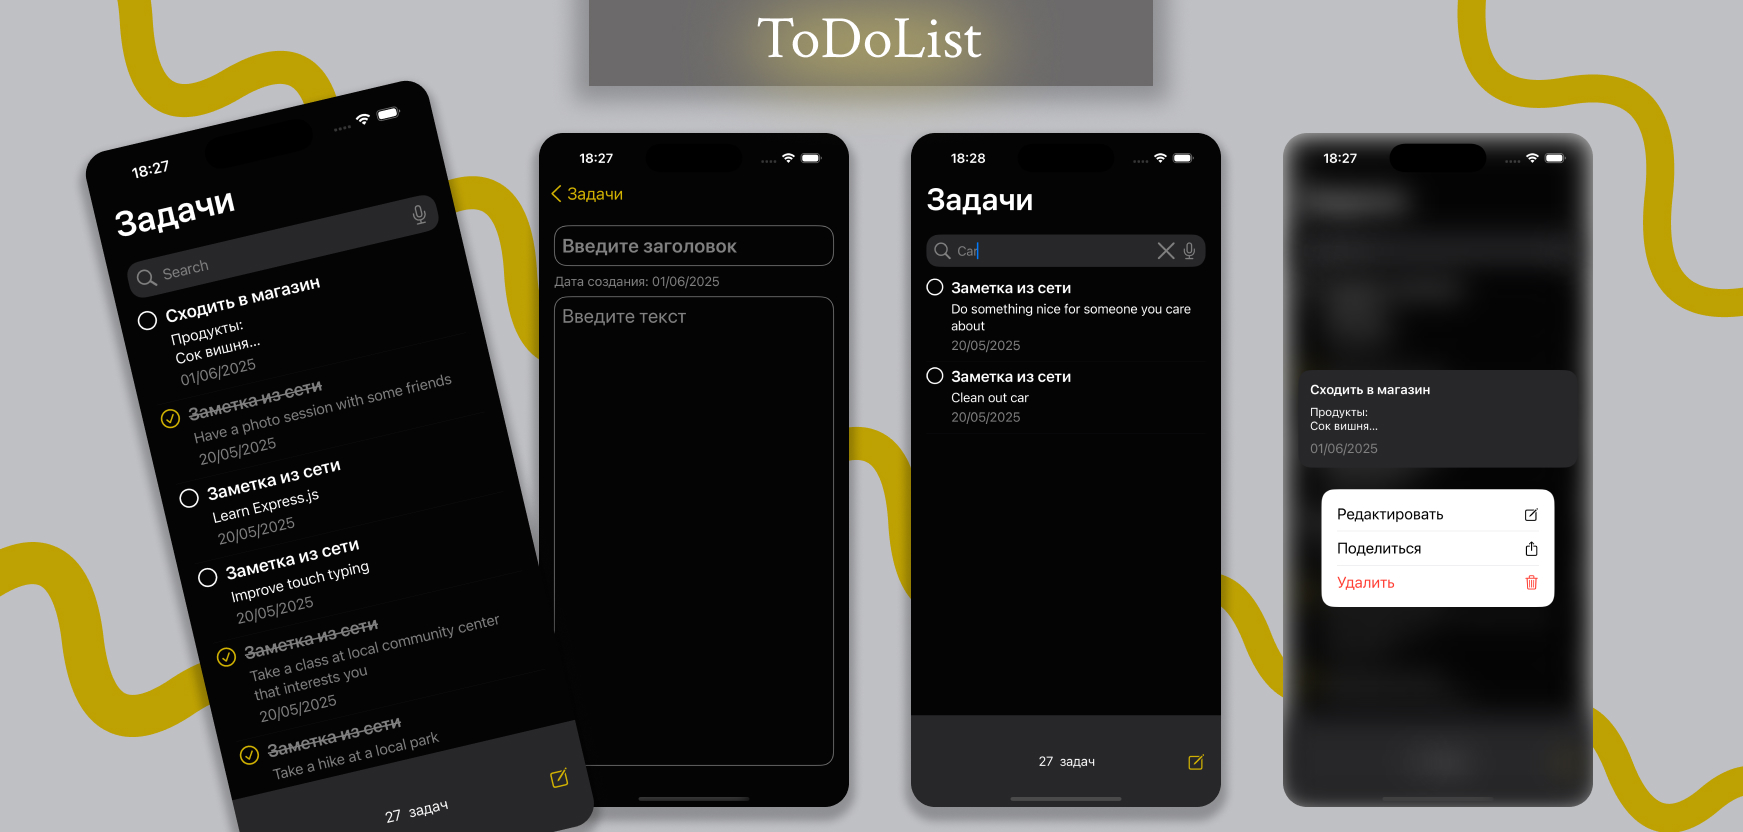 ToDoList
18:27
Задачи
Search
Сходить в магазин
Продукты:
Сок вишня...
01/06/2025
Заметка из сети
Have a photo session with some friends
20/05/2025
Заметка из сети
Learn Express.js
20/05/2025
Заметка из сети
Improve touch typing
20/05/2025
Заметка из сети
Take a class at local community center
that interests you
20/05/2025
Заметка из сети
Take a hike at a local park
27 задач
18:27
Задачи
Введите заголовок
Дата создания: 01/06/2025
Введите текст
18:28
Задачи
Car
Заметка из сети
Do something nice for someone you care
about
20/05/2025
Заметка из сети
Clean out car
20/05/2025
27 задач
18:27
Сходить в магазин
Продукты:
Сок вишня...
01/06/2025
Редактировать
Поделиться
Удалить